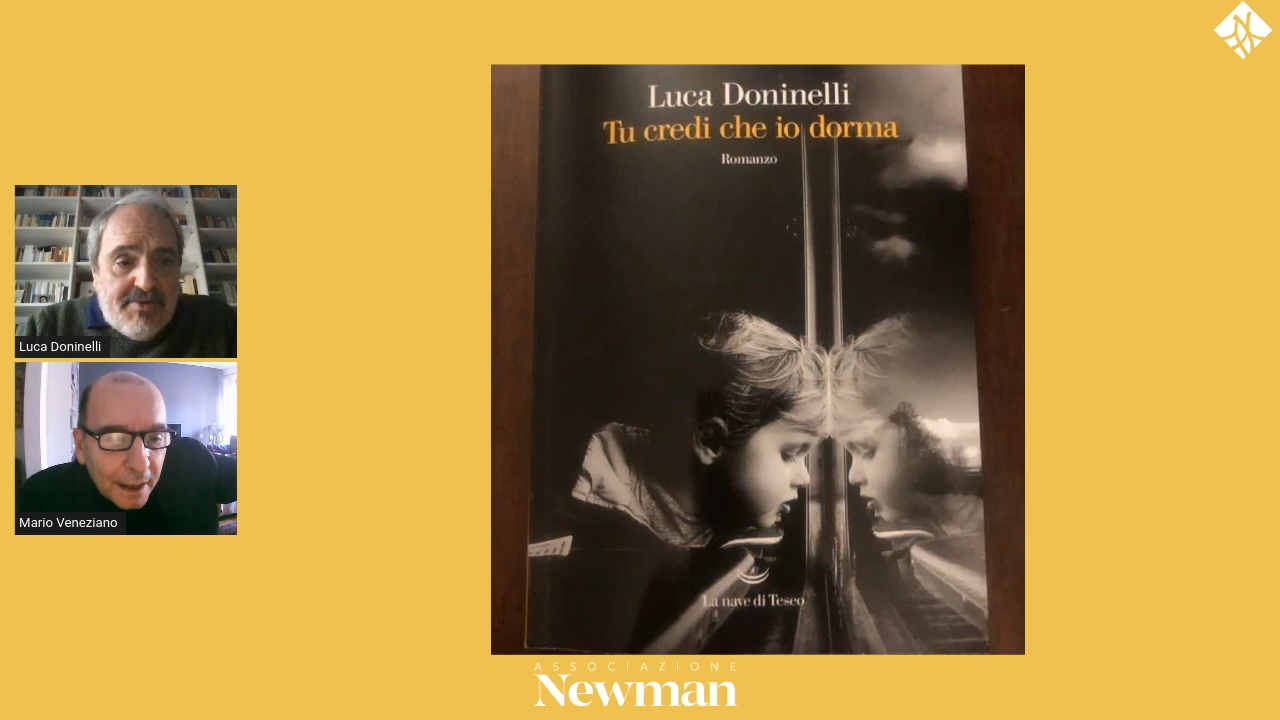 Luca Doninelli
Tu credi che io dorma
Romanzo
La nave di Teseo
Luca Doninelli
Mario Veneziano
ASSOCIAZIONE
Newman